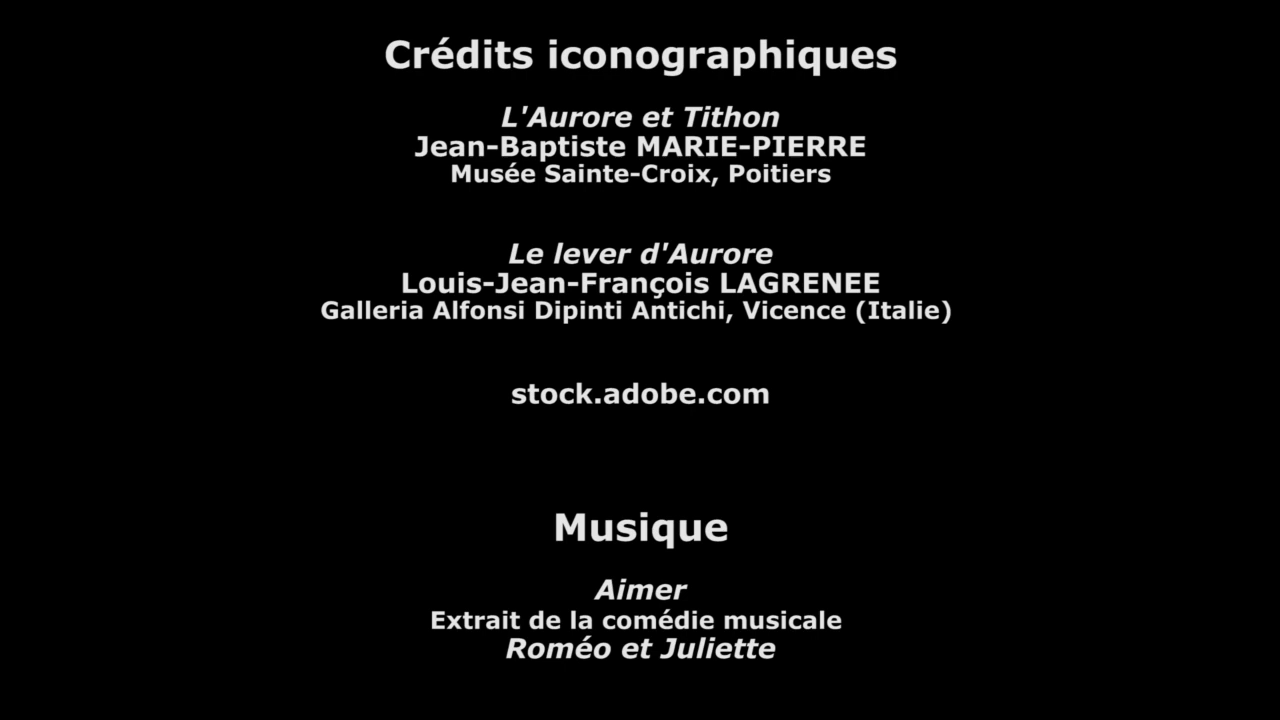 Crédits iconographiques
L'Aurore et Tithon
Jean-Baptiste MARIE-PIERRE
Musée Sainte-Croix, Poitiers
Le lever d'Aurore
Louis-Jean-François LAGRENEE
Galleria Alfonsi Dipinti Antichi, Vicence (Italie)
stock.adobe.com
Musique
Aimer
Extrait de la comédie musicale
Roméo et Juliette